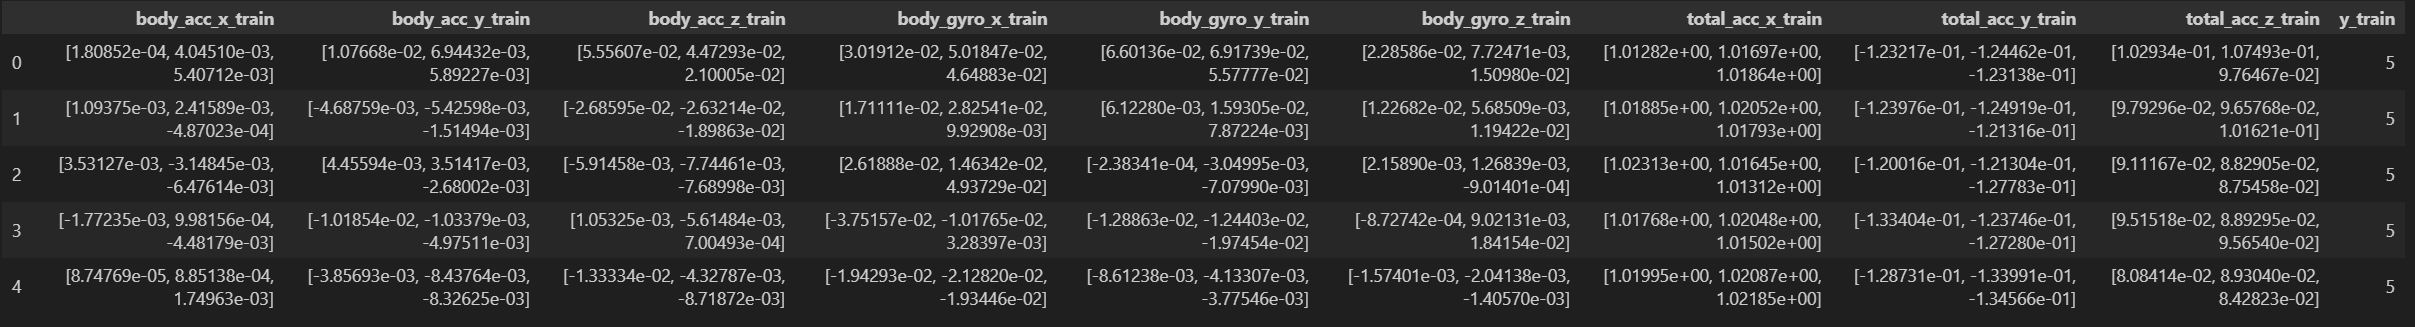 body_acc_x_train body_acc_y_train body_acc_z_train body_gyro_x_train body_gyro_y_train body_gyro_z_train total_acc_x_train total_acc_y_train total_acc_z_train y_train
[1.80852e-04, 4.04510e-03, [1.07668e-02, 6.94432e-03, [5.55607e-02, 4.47293e-02, [3.01912e-02, 5.01847e-02, [6.60136e-02, 6.91739e-02, [2.28586e-02, 7.72471e-03, [1.01282e+00, 1.01697e+00, [-1.23217e-01, -1.24462e-01, [1.02934e-01, 1.07493e-01,
0 5.40712e-03] 5.89227e-03] 2.10005e-02] 4.64883e-02] 5.57777e-02] 1.50980e-02] 1.01864e+00] -1.23138e-01] 9.76467e-02] 5
[1.09375e-03, 2.41589e-03, [-4.68759e-03, -5.42598e-03, [-2.68595e-02, -2.63214e-02, [1.71111e-02, 2.82541e-02, [6.12280e-03, 1.59305e-02, [1.22682e-02, 5.68509e-03, [1.01885e+00, 1.02052e+00, [-1.23976e-01, -1.24919e-01, [9.79296e-02, 9.65768e-02,
1 -4.87023e-04] -1.51494e-03] -1.89863e-02] 9.92908e-03] 7.87224e-03] 1.19422e-02] 1.01793e+00] -1.21316e-01] 1.01621e-01] 5
[3.53127e-03, -3.14845e-03, [4.45594e-03, 3.51417e-03, [-5.91458e-03, -7.74461e-03, [2.61888e-02, 1.46342e-02, [-2.38341e-04, -3.04995e-03, [2.15890e-03, 1.26839e-03, [1.02313e+00, 1.01645e+00, [-1.20016e-01, -1.21304e-01, [9.11167e-02, 8.82905e-02,
2 -6.47614e-03] -2.68002e-03] -7.68998e-03] 4.93729e-02] -7.07990e-03] -9.01401e-04] 1.01312e+00] -1.27783e-01] 8.75458e-02] 5
[-1.77235e-03, 9.98156e-04, [-1.01854e-02, -1.03379e-02, [1.05325e-03, -5.61484e-03, [-3.75157e-02, -1.01765e-02, [-1.28863e-02, -1.24403e-02, [-8.72742e-04, 9.02131e-03, [1.01768e+00, 1.02048e+00, [-1.33404e-01, -1.23746e-01, [9.51518e-02, 8.89295e-02,
3 -4.48179e-03] -4.97511e-03] 7.00493e-04] 3.28397e-03] -1.97454e-02] 1.84154e-02] 1.01502e+00] -1.27280e-01] 9.56540e-02] 5
[8.74769e-05, 8.85138e-04, [-3.85693e-03, -8.43764e-03, [-1.33334e-02, -4.32787e-03, [-1.94293e-02, -2.12820e-02, [-8.61238e-03, -4.13307e-03, [-1.57401e-03, -2.04138e-03, [1.01995e+00, 1.02087e+00, [-1.28731e-01, -1.33991e-01, [8.08414e-02, 8.93040e-02,
4 1.74963e-03] -8.32625e-03] -8.71872e-03] -1.93446e-02] -3.77546e-03] -1.40570e-03] 1.02185e+00] -1.34566e-01] 8.42823e-02] 5